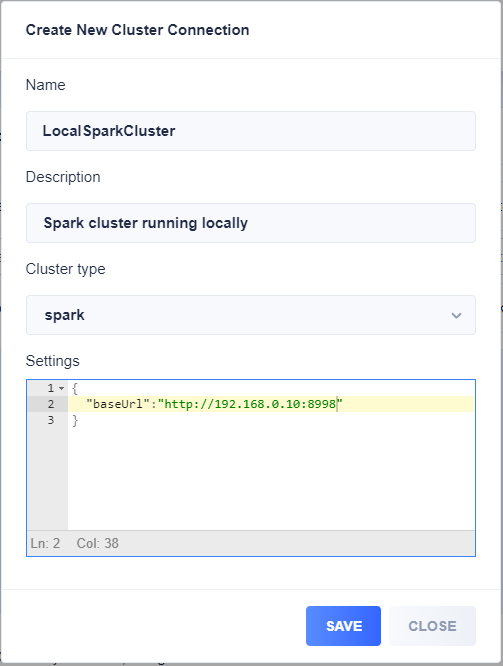 Create New Cluster Connection
Name
LocalSparkCluster
Description
Spark cluster running locally
Cluster type
spark
Settings
1 {
2 "baseUrl":"http://192.168.0.10:8998"
3 }
Ln: 2 Col: 38
SAVE CLOSE